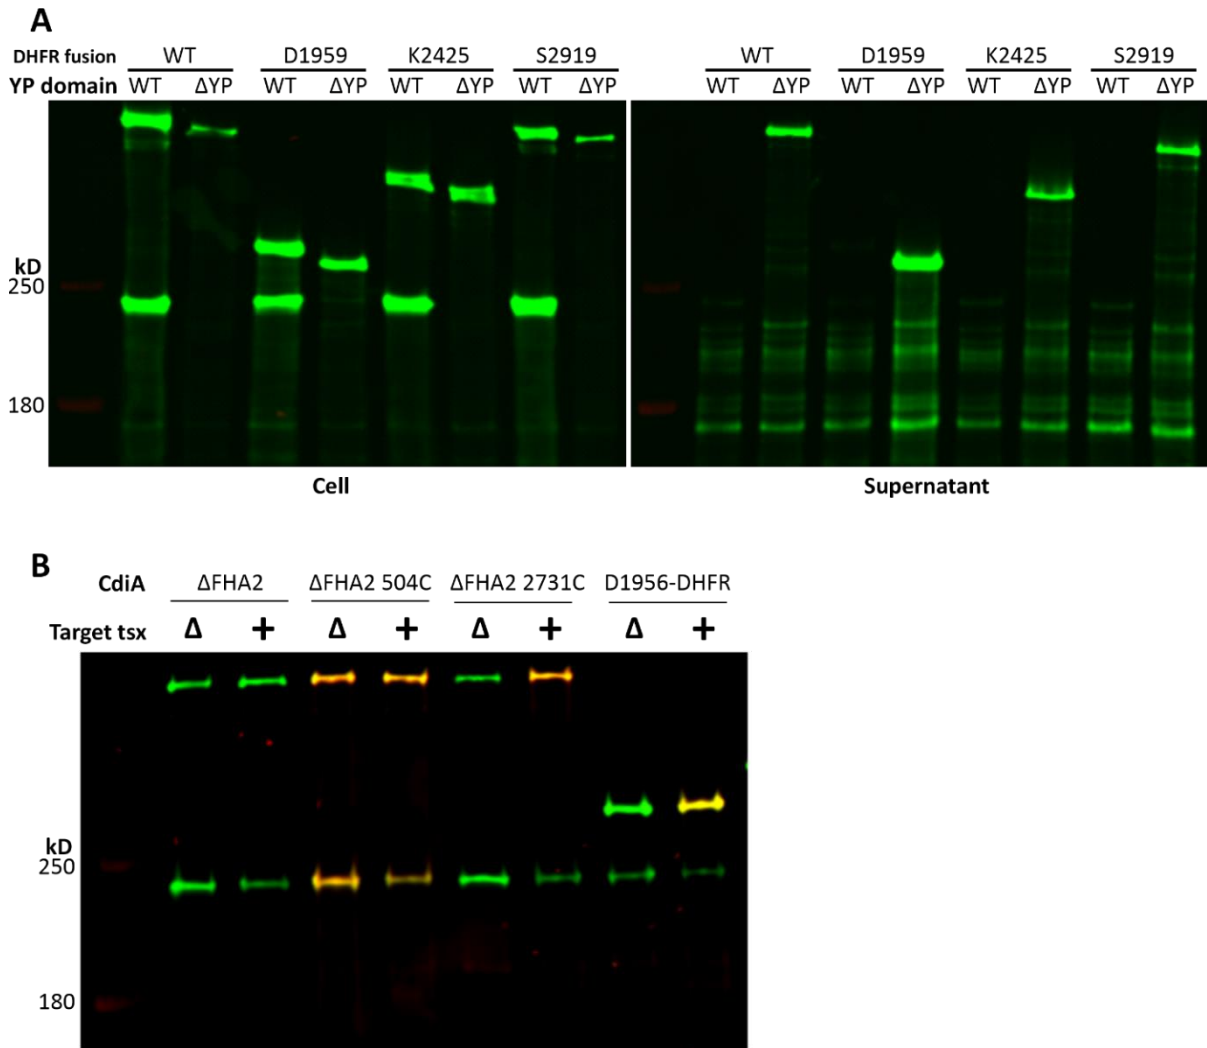 A
DHFR fusion WT D1959 K2425 S2919 WT D1959 K2425 S2919
YP domain WT ΔYP WT ΔYP WT ΔYP WT ΔYP WT ΔYP WT ΔYP WT ΔYP WT ΔYP
kD
250
180
Cell Supernatant
B
CdiA ΔFHA2 ΔFHA2 504C ΔFHA2 2731C D1956-DHFR
Target tsx Δ + Δ + Δ + Δ +
kD
250
180